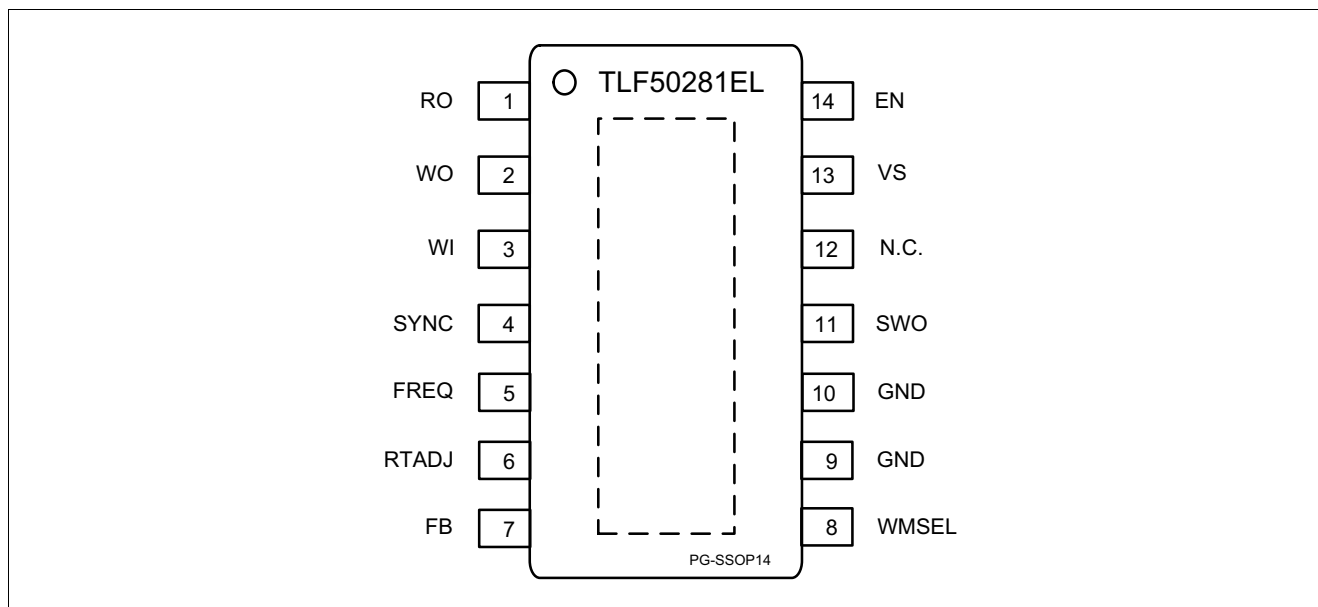 TLF50281EL
RO 1 14 EN
WO 2 13 VS
WI 3 12 N.C.
SYNC 4 11 SWO
FREQ 5 10 GND
RTADJ 6 9 GND
FB 7 8 WMSEL
PG-SSOP14